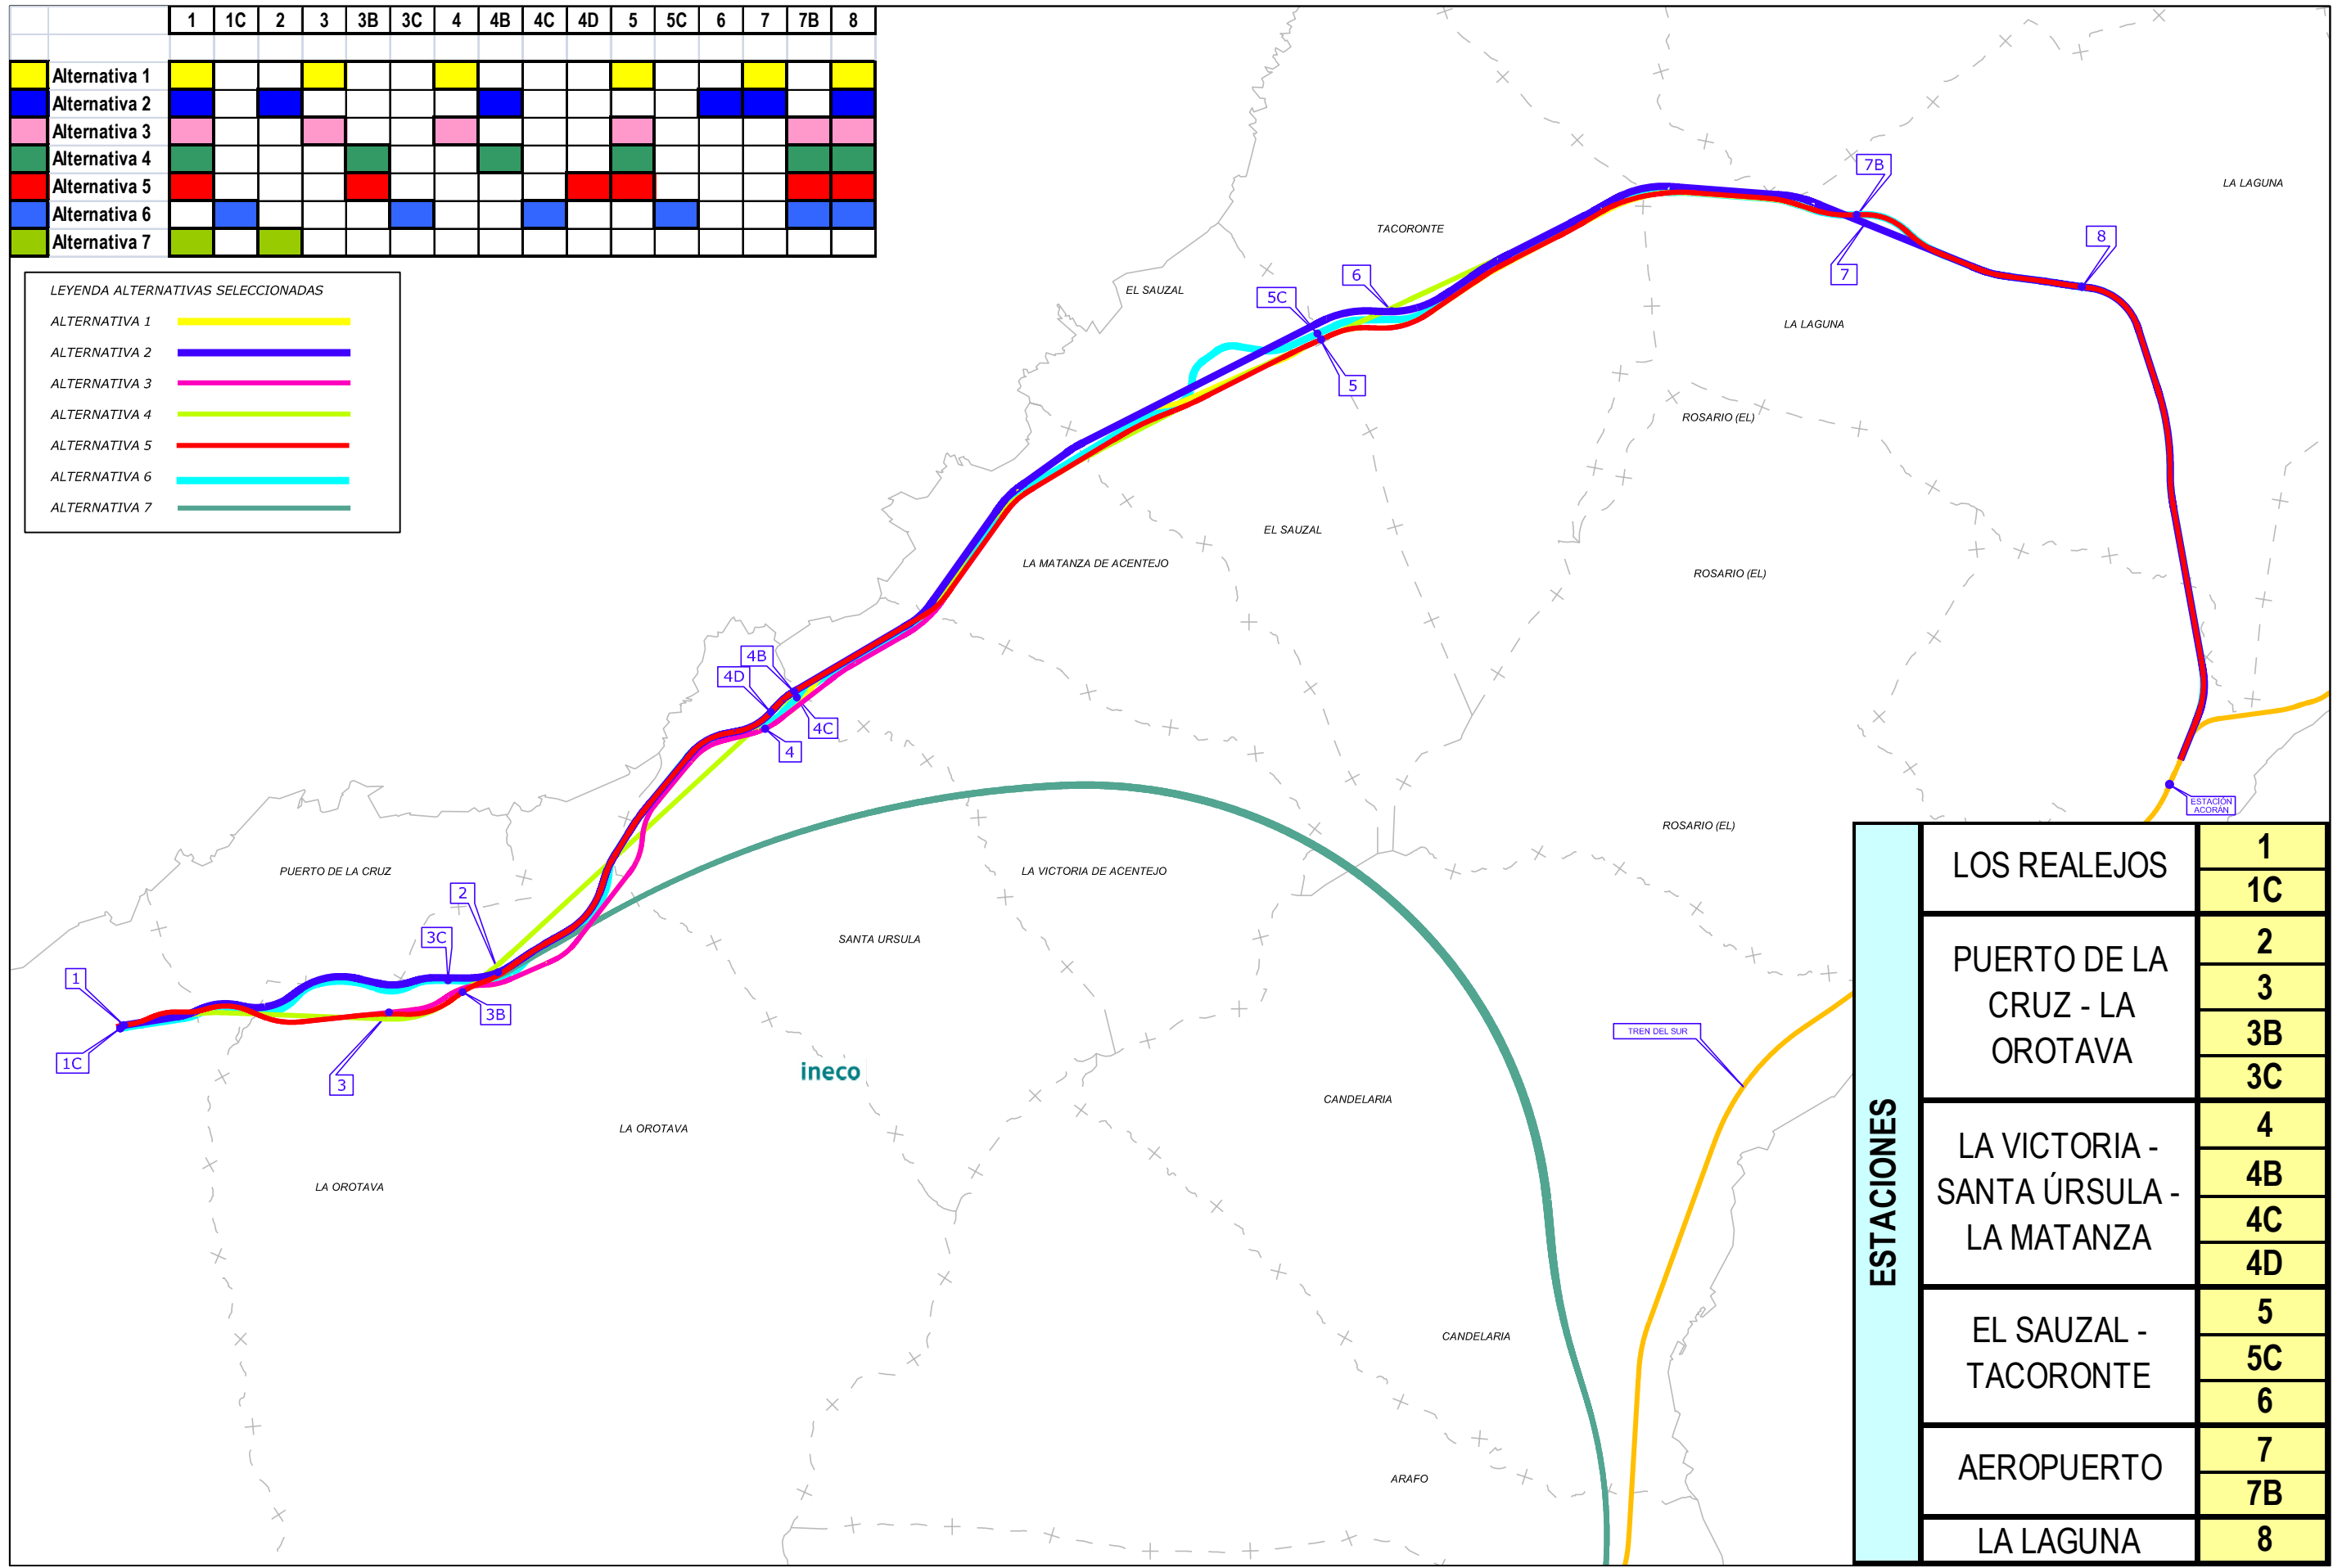 1 1C 2 3 3B 3C 4 4B 4C 4D 5 5C 6 7 7B 8
Alternativa 1
Alternativa 2
Alternativa 3
Alternativa 4
Alternativa 5
Alternativa 6
Alternativa 7
LEYENDA ALTERNATIVAS SELECCIONADAS
ALTERNATIVA 1
ALTERNATIVA 2
ALTERNATIVA 3
ALTERNATIVA 4
ALTERNATIVA 5
ALTERNATIVA 6
ALTERNATIVA 7
7B
LA LAGUNA
TACORONTE
8
6
7
EL SAUZAL
5C
LA LAGUNA
5
ROSARIO (EL)
EL SAUZAL
LA MATANZA DE ACENTEJO
ROSARIO (EL)
4B
4D
4C
4
ESTACIÓN
ACORÁN
ROSARIO (EL)
PUERTO DE LA CRUZ
LA VICTORIA DE ACENTEJO
2
3C
SANTA URSULA
1
3B
TREN DEL SUR
1C
3
ineco
CANDELARIA
LA OROTAVA
LA OROTAVA
CANDELARIA
ARAFO
ESTACIONES
LOS REALEJOS
1
1C
PUERTO DE LA
CRUZ - LA
OROTAVA
2
3
3B
3C
LA VICTORIA -
SANTA ÚRSULA -
LA MATANZA
4
4B
4C
4D
EL SAUZAL -
TACORONTE
5
5C
6
AEROPUERTO
7
7B
LA LAGUNA
8